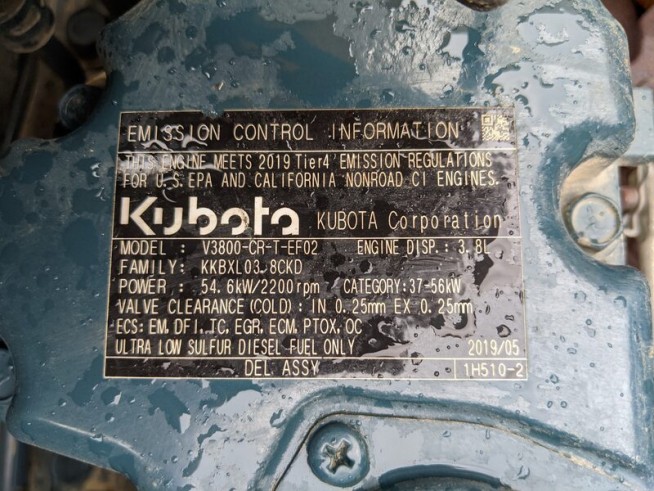 EMISSION CONTROL INFORMATION
THIS ENGINE MEETS 2019 Tier4 EMISSION REGULATIONS
FOR U.S. EPA AND CALIFORNIA NONROAD CI ENGINES.
Kubota KUBOTA Corporation
MODEL : V3800-CR-T-EF02 ENGINE DISP.: 3.8L
FAMILY: KKBXL03.8CKD
POWER : 54.6kW/2200rpm CATEGORY:37-56kW
VALVE CLEARANCE(COLD): IN 0.25mm EX 0.25mm
ECS: EM, DFI, TC, EGR, ECM, PTOX, OC
ULTRA LOW SULFUR DIESEL FUEL ONLY 2019/05
DEL ASSY 1H510-2